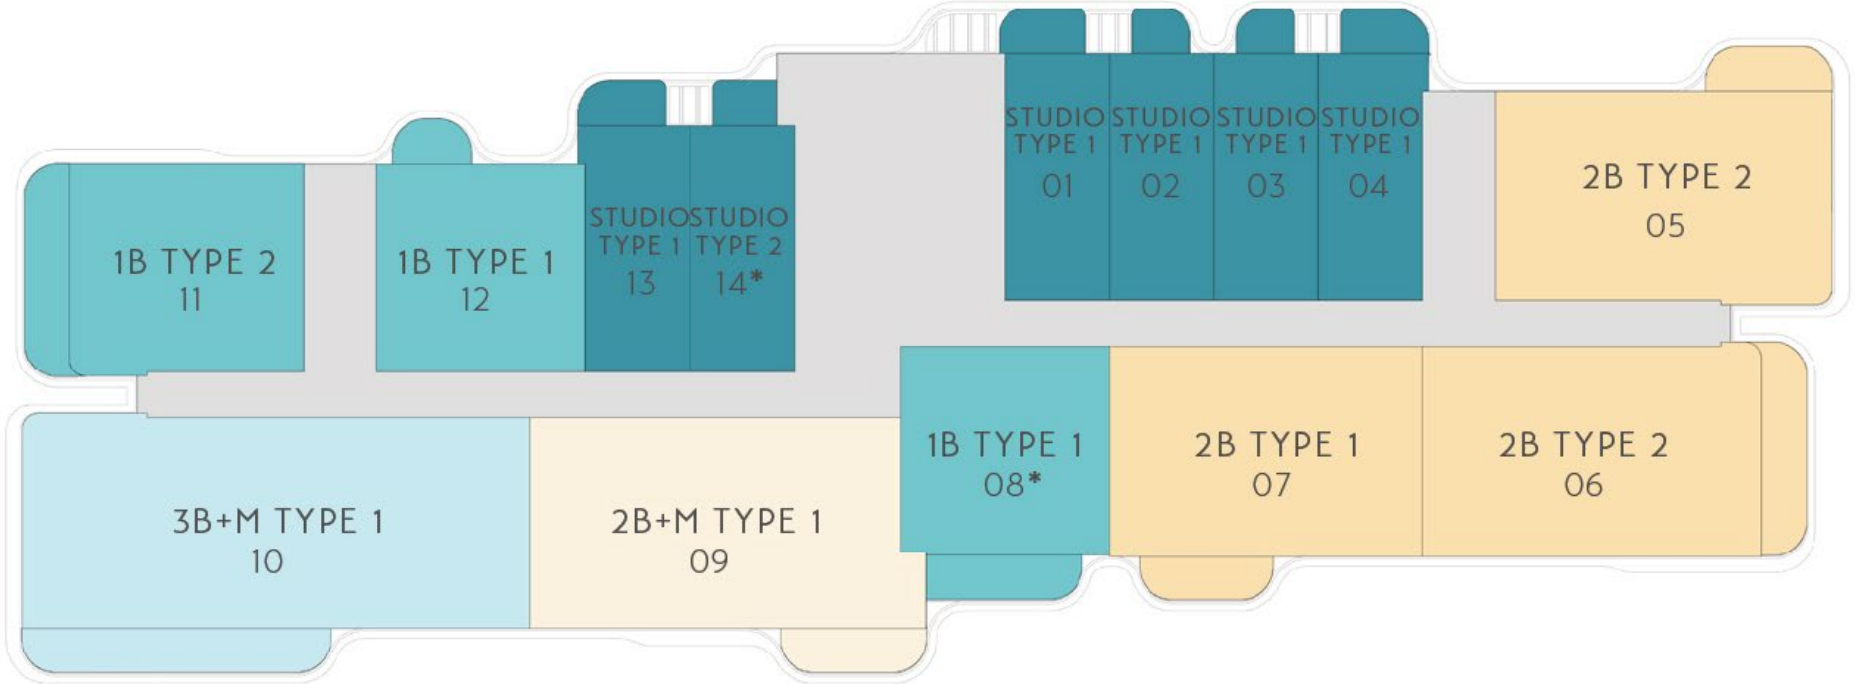 STUDIO
TYPE 1
01
STUDIO
TYPE 1
02
STUDIO
TYPE 1
03
STUDIO
TYPE 1
04
2B TYPE 2
05
1B TYPE 2
11
1B TYPE 1
12
STUDIO
TYPE 1
13
STUDIO
TYPE 2
14*
1B TYPE 1
08*
2B TYPE 1
07
2B TYPE 2
06
3B+M TYPE 1
10
2B+M TYPE 1
09